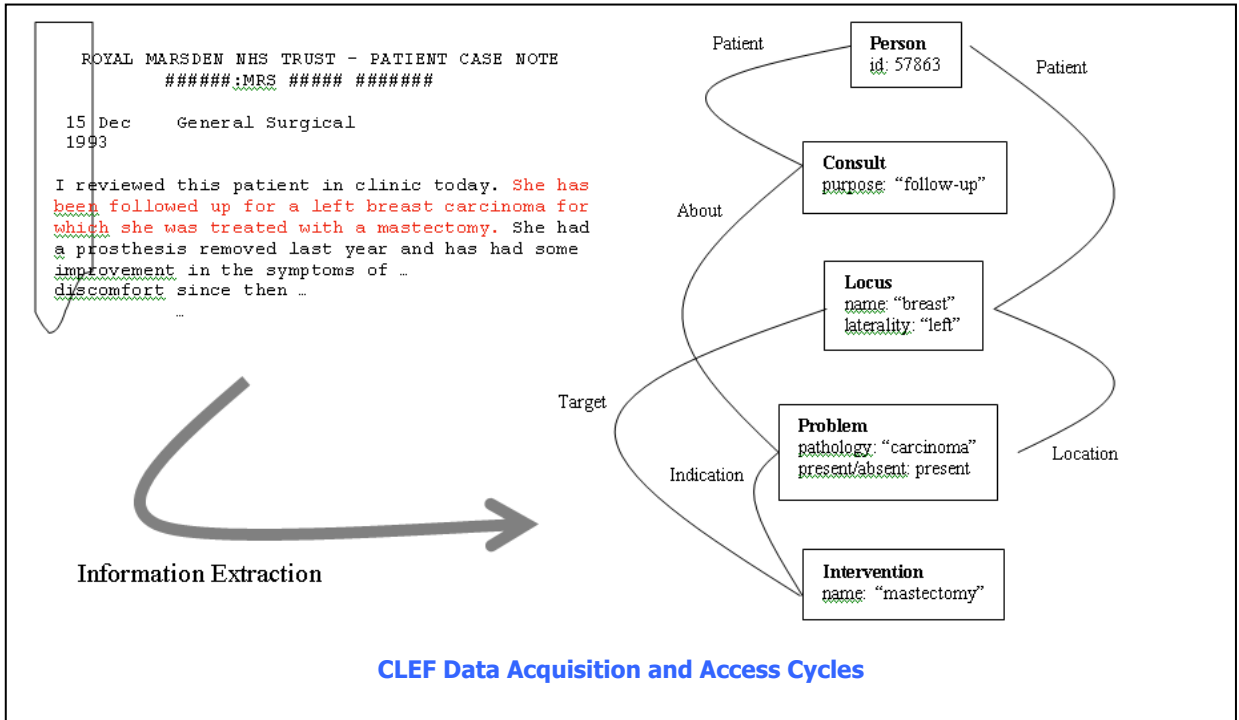 ROYAL MARSDEN NHS TRUST - PATIENT CASE NOTE
######:MRS ##### #######
15 Dec General Surgical
1993
I reviewed this patient in clinic today. She has
been followed up for a left breast carcinoma for
which she was treated with a mastectomy. She had
a prosthesis removed last year and has had some
improvement in the symptoms of …
discomfort since then …
…
Information Extraction
Patient
Person
id: 57863
Patient
Consult
purpose: “follow-up”
About
Locus
name: “breast”
laterality: “left”
Target
Problem
pathology: “carcinoma”
present/absent: present
Location
Indication
Intervention
name: “mastectomy”
CLEF Data Acquisition and Access Cycles